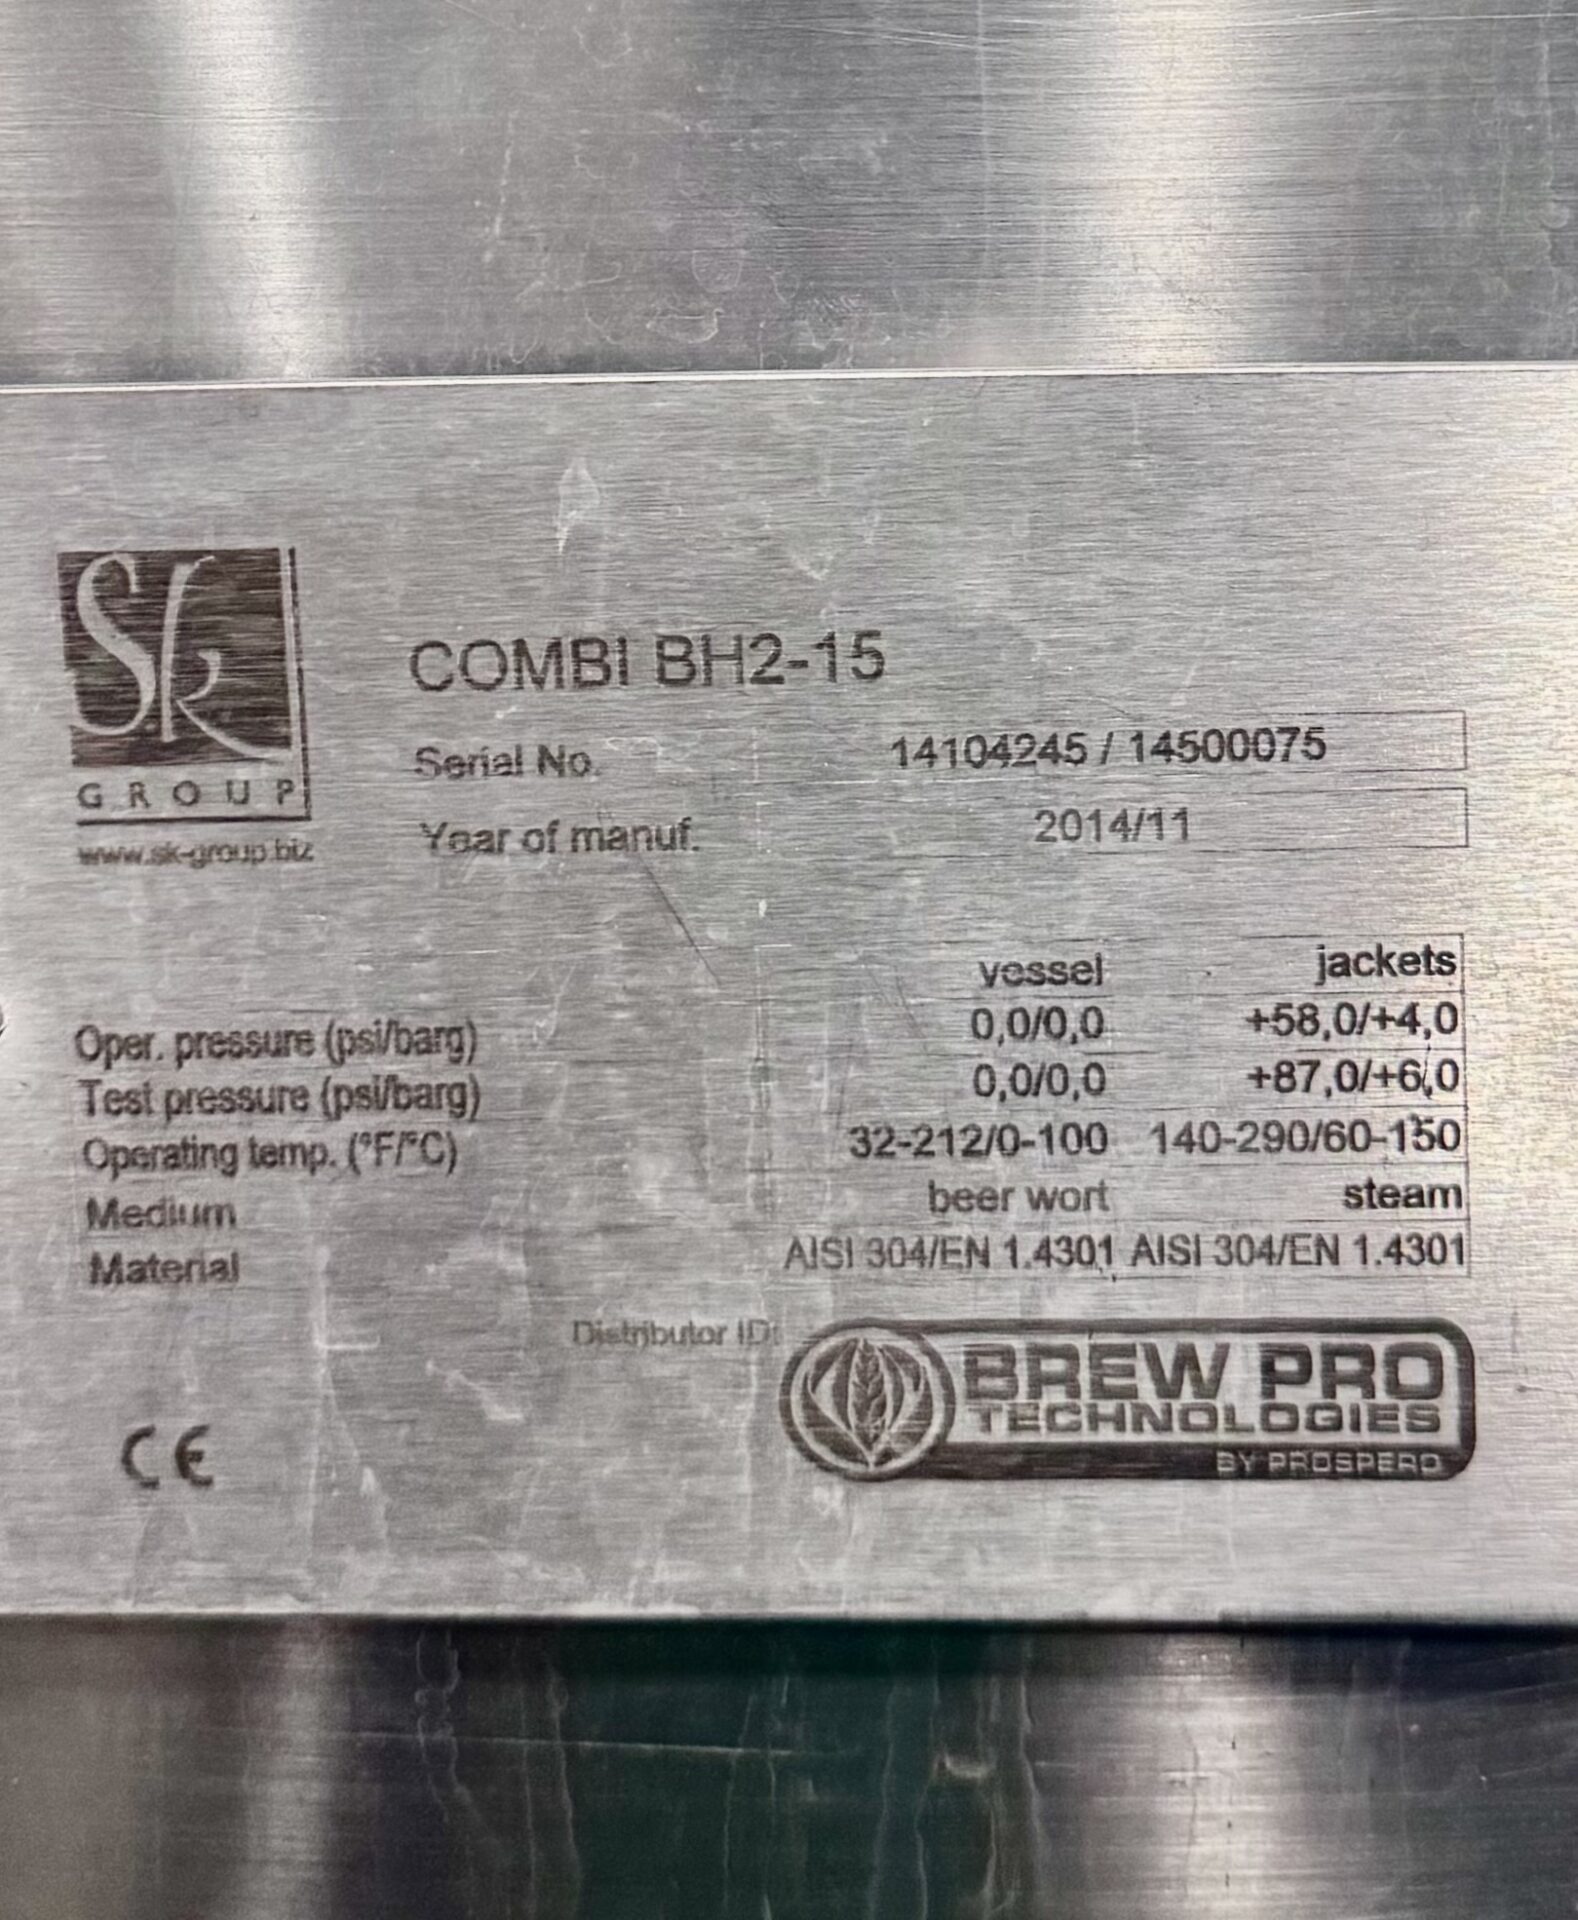 Sk
GROUP
www.sk-group.biz
COMBI BH2-15
Serial No. 14104245 / 14500075
Year of manuf. 2014/11
vessel jackets
Oper. pressure (psi/barg) 0,0/0,0 +58,0/+4,0
Test pressure (psi/barg) 0,0/0,0 +87,0/+6,0
Operating temp. (°F/°C) 32-212/0-100 140-290/60-150
Medium beer wort steam
Material AISI 304/EN 1.4301 AISI 304/EN 1.4301
Distributor ID:
BREW PRO
TECHNOLOGIES
BY PROSPERO
CE